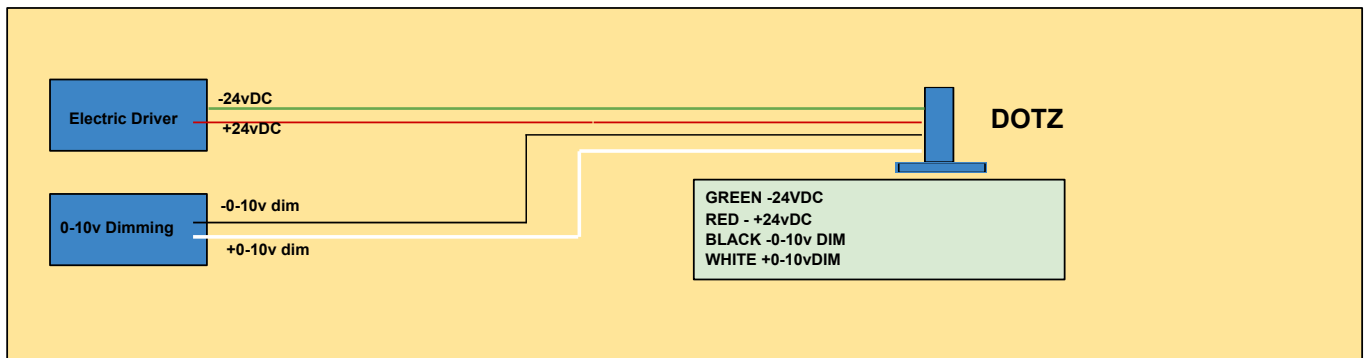 -24vDC
Electric Driver
+24vDC
DOTZ
-0-10v dim
0-10v Dimming
+0-10v dim
GREEN -24VDC
RED - +24vDC
BLACK -0-10v DIM
WHITE +0-10vDIM